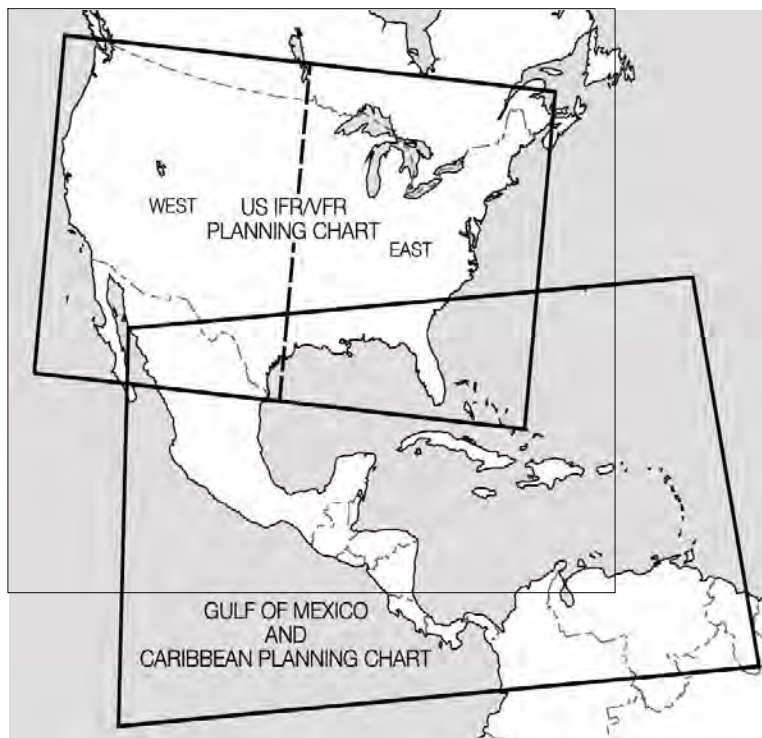 WEST
US IFR/VFR
PLANNING CHART
EAST
GULF OF MEXICO
AND
CARIBBEAN PLANNING CHART